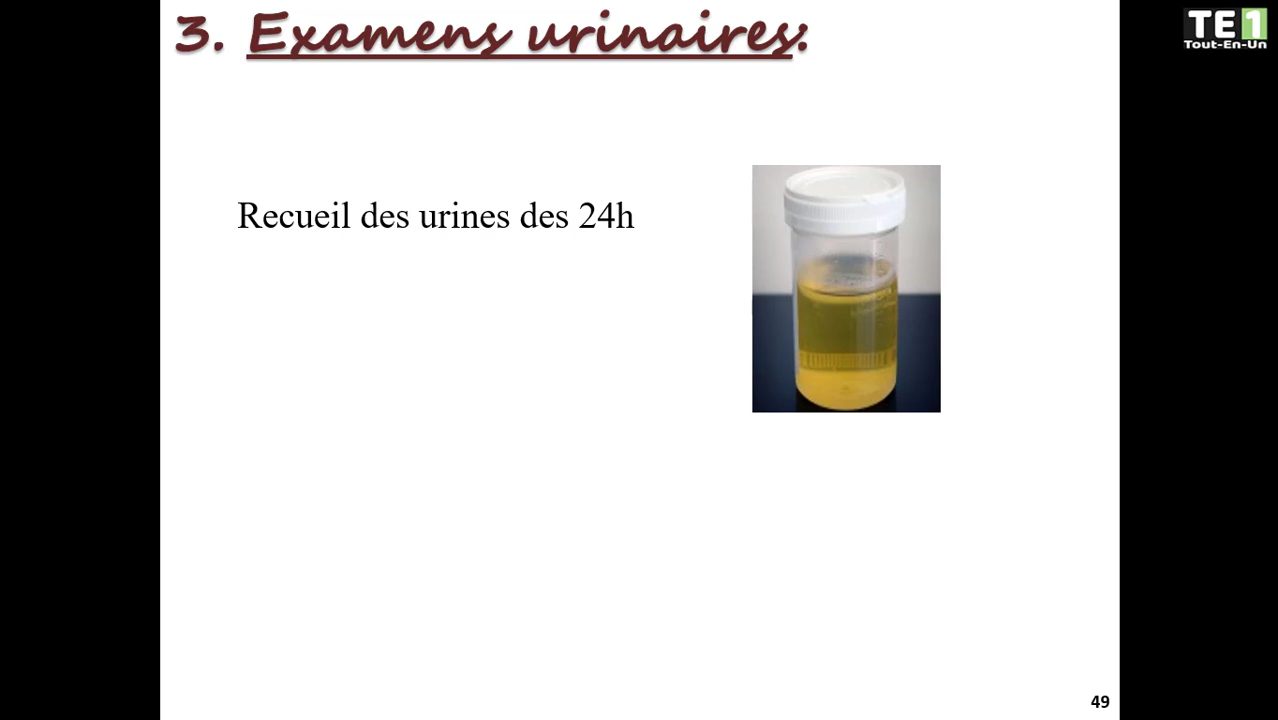 3. Examens urinaires:
TE1
Tout-En-Un
Recueil des urines des 24h
49